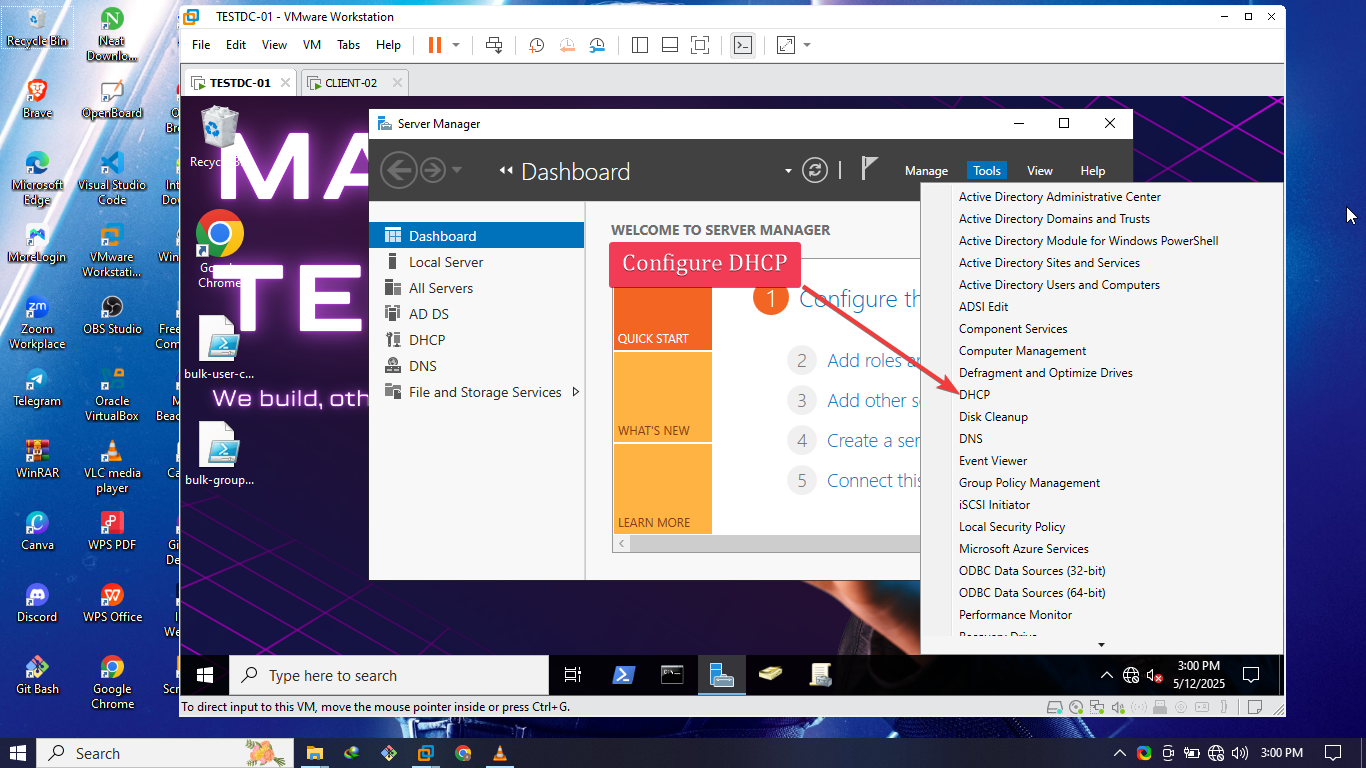 TESTDC-01 - VMware Workstation
File Edit View VM Tabs Help
TESTDC-01
CLIENT-02
Recycle Bin
Neat Downlo...
Brave
OpenBoard
Microsoft Edge
Visual Studio Code
MoreLogin
VMware Workstati...
Zoom Workplace
OBS Studio
Telegram
Oracle VirtualBox
WinRAR
VLC media player
Canva
WPS PDF
Discord
WPS Office
Git Bash
Google Chrome
Google Chrome
bulk-user-c...
bulk-group...
We build, oth
Server Manager
Dashboard
Manage Tools View Help
Dashboard
Local Server
All Servers
AD DS
DHCP
DNS
File and Storage Services
WELCOME TO SERVER MANAGER
Configure DHCP
QUICK START
WHAT'S NEW
LEARN MORE
1 Configure th
2 Add roles
3 Add other se
4 Create a ser
5 Connect this
Active Directory Administrative Center
Active Directory Domains and Trusts
Active Directory Module for Windows PowerShell
Active Directory Sites and Services
Active Directory Users and Computers
ADSI Edit
Component Services
Computer Management
Defragment and Optimize Drives
DHCP
Disk Cleanup
DNS
Event Viewer
Group Policy Management
iSCSI Initiator
Local Security Policy
Microsoft Azure Services
ODBC Data Sources (32-bit)
ODBC Data Sources (64-bit)
Performance Monitor
Recovery Drive
Type here to search
3:00 PM
5/12/2025
To direct input to this VM, move the mouse pointer inside or press Ctrl+G.
Search
3:00 PM